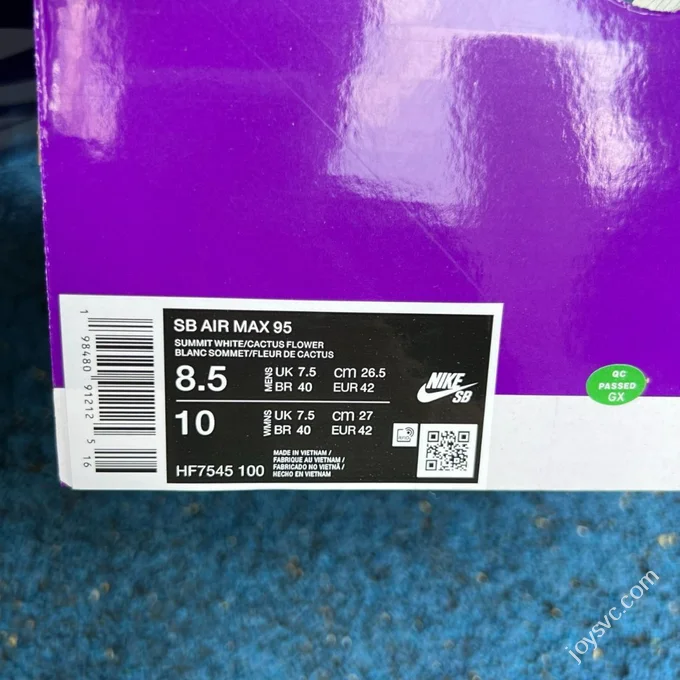 SB AIR MAX 95
SUMMIT WHITE/CACTUS FLOWER
BLANC SOMMET/FLEUR DE CACTUS
8.5 MENS UK 7.5 cm 26.5
BR 40 EUR 42
10 WMNS UK 7.5 cm 27
BR 40 EUR 42
HF7545 100
MADE IN VIETNAM /
FABRIQUE AU VIETNAM /
FABRICADO NO VIETNÃ /
HECHO EN VIETNAM
NIKE
SB
RFID
1 98480 91212 5 16
QC
PASSED
GX
joysvc.com